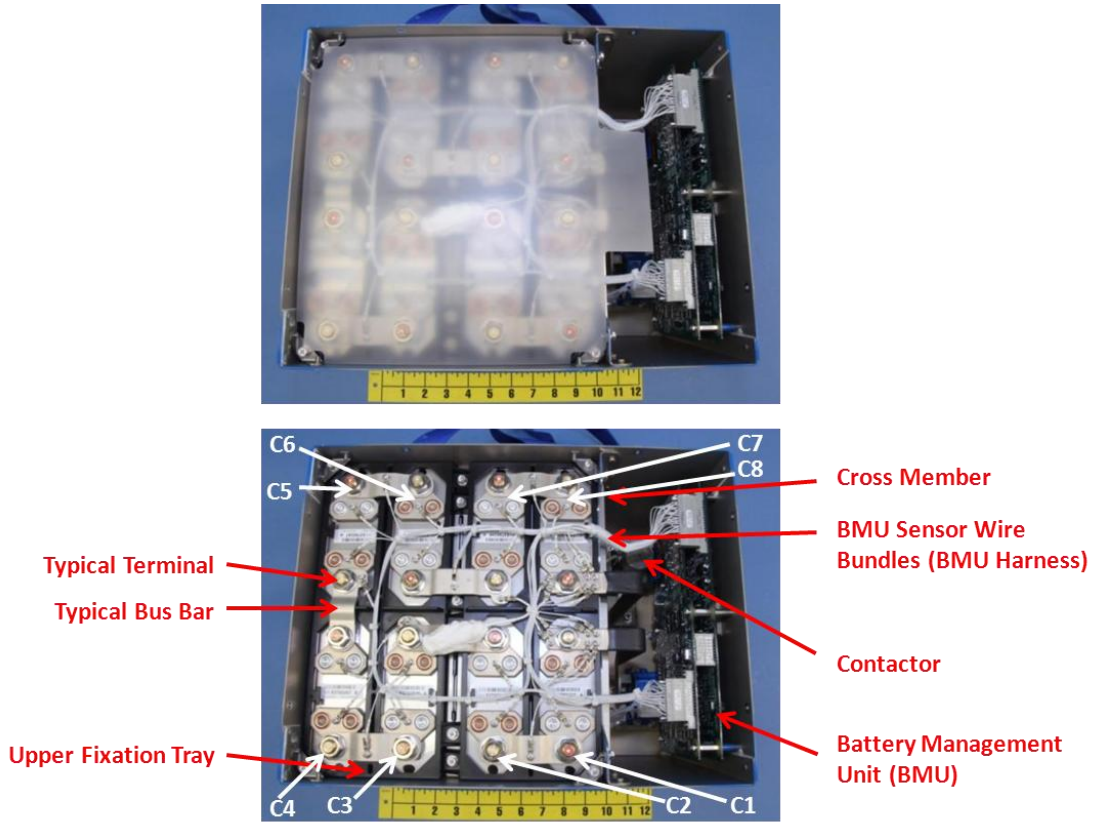 1 2 3 4 5 6 7 8 9 10 11 12
C6
C7
C5
C8
Cross Member
BMU Sensor Wire
Bundles (BMU Harness)
Typical Terminal
Typical Bus Bar
Contactor
Upper Fixation Tray
Battery Management
Unit (BMU)
C4
C3
C2
C1
1 2 3 4 5 6 7 8 9 10 11 12